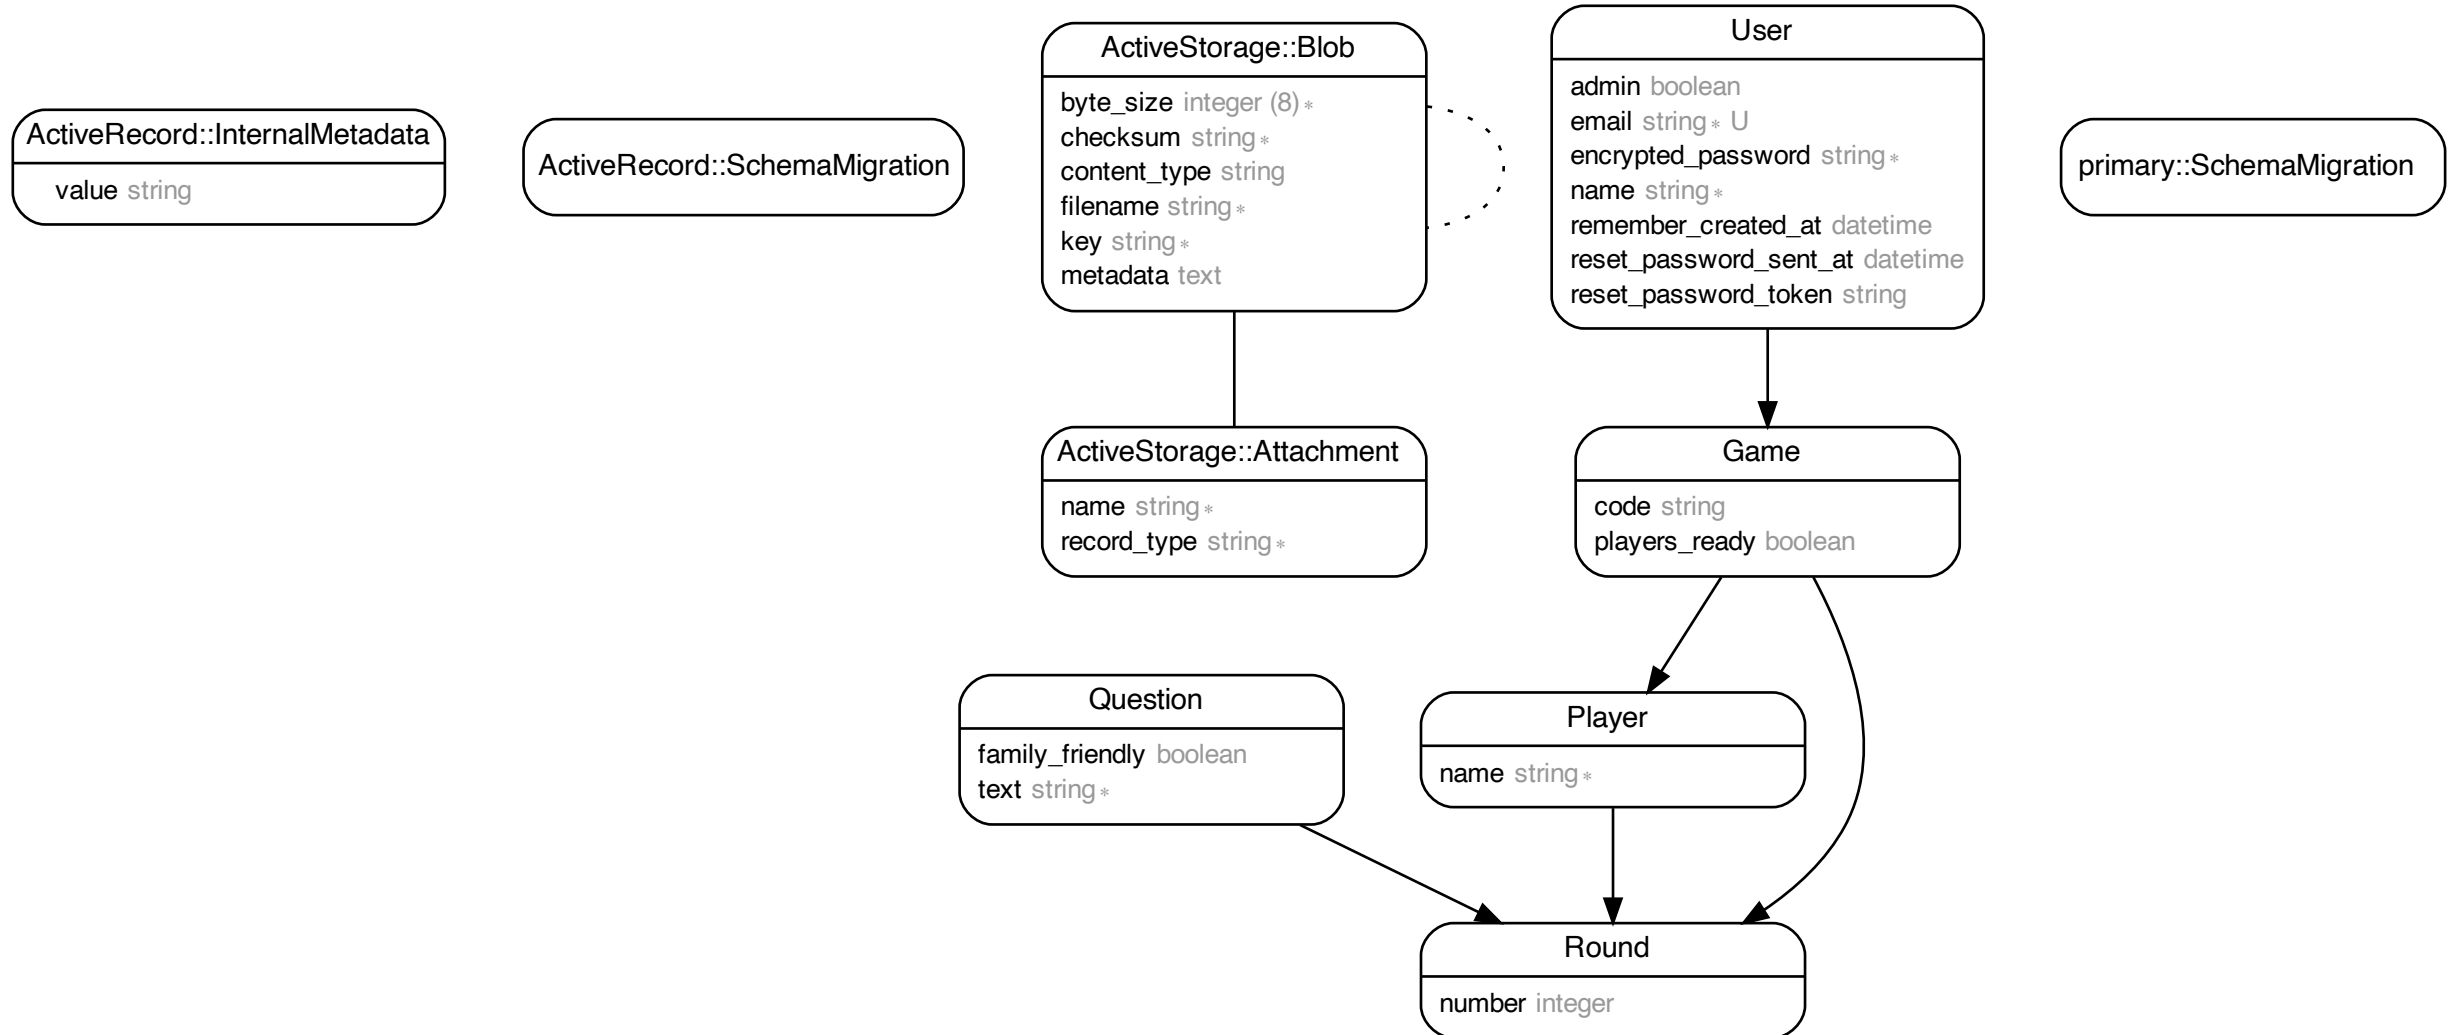 ActiveRecord::InternalMetadata
value string
ActiveRecord::SchemaMigration
ActiveStorage::Blob
byte_size integer (8) *
checksum string *
content_type string
filename string *
key string *
metadata text
User
admin boolean
email string * U
encrypted_password string *
name string *
remember_created_at datetime
reset_password_sent_at datetime
reset_password_token string
primary::SchemaMigration
ActiveStorage::Attachment
name string *
record_type string *
Game
code string
players_ready boolean
Question
family_friendly boolean
text string *
Player
name string *
Round
number integer